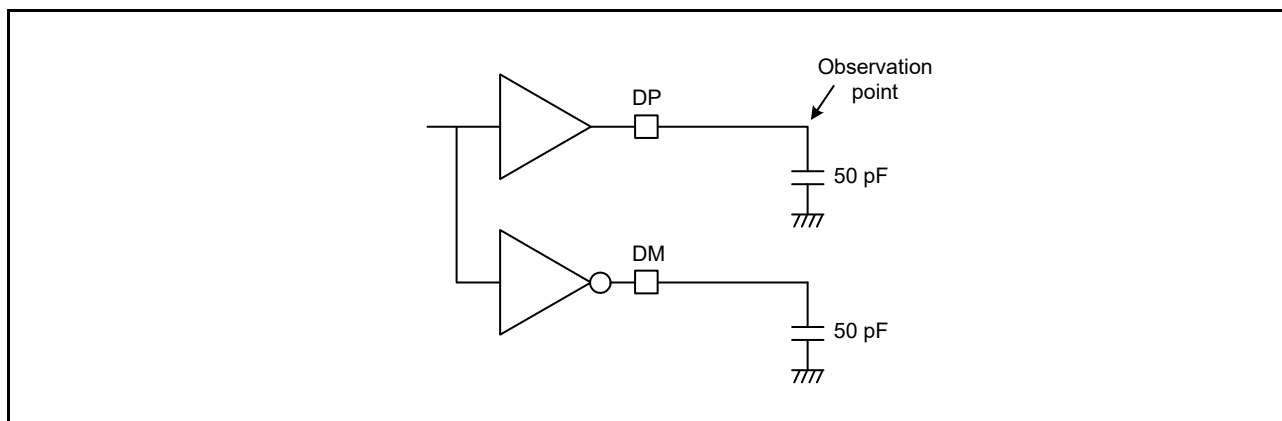 Observation
point
DP
50 pF
DM
50 pF